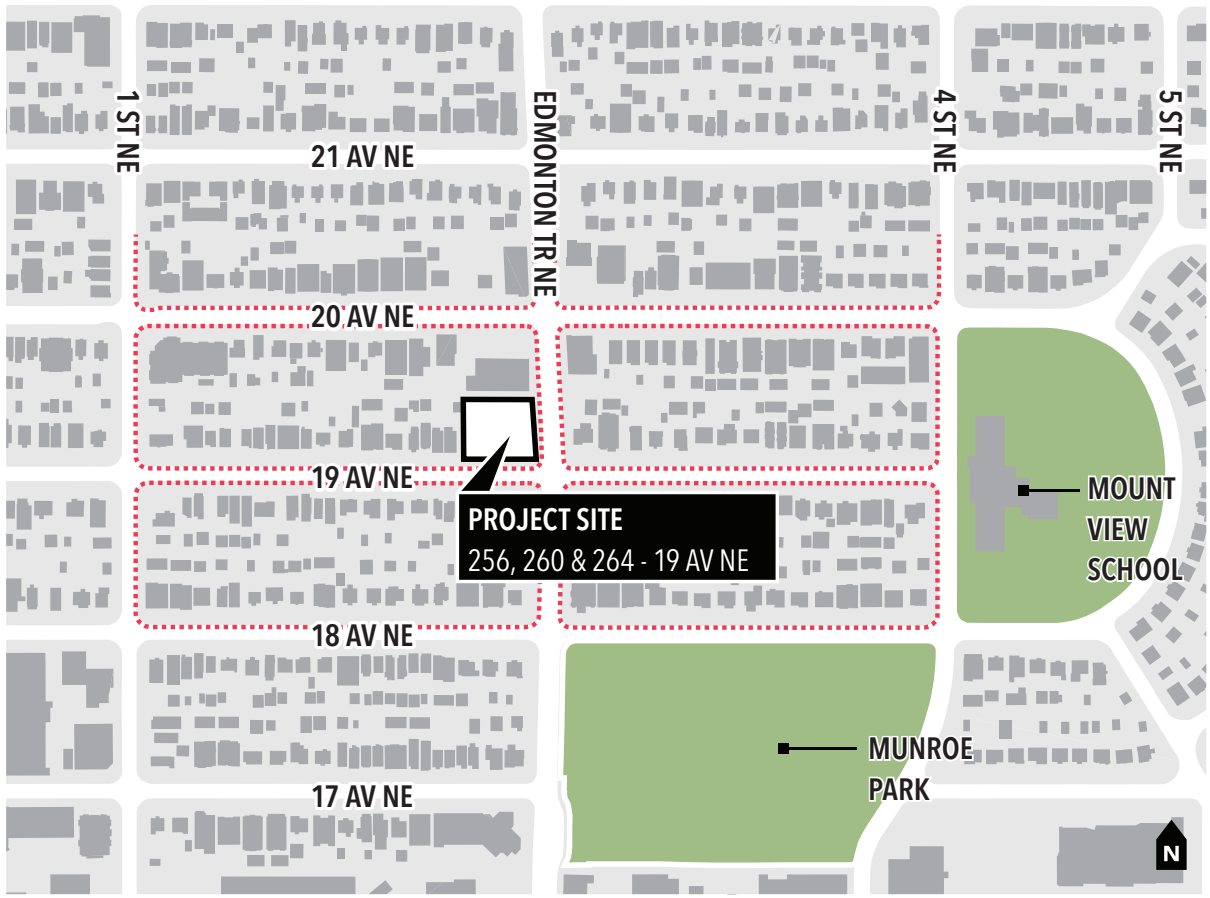 1 ST NE
EDMONTON TR NE
4 ST NE
5 ST NE
21 AV NE
20 AV NE
19 AV NE
PROJECT SITE
256, 260 & 264 - 19 AV NE
MOUNT
VIEW
SCHOOL
18 AV NE
MUNROE
PARK
17 AV NE
N